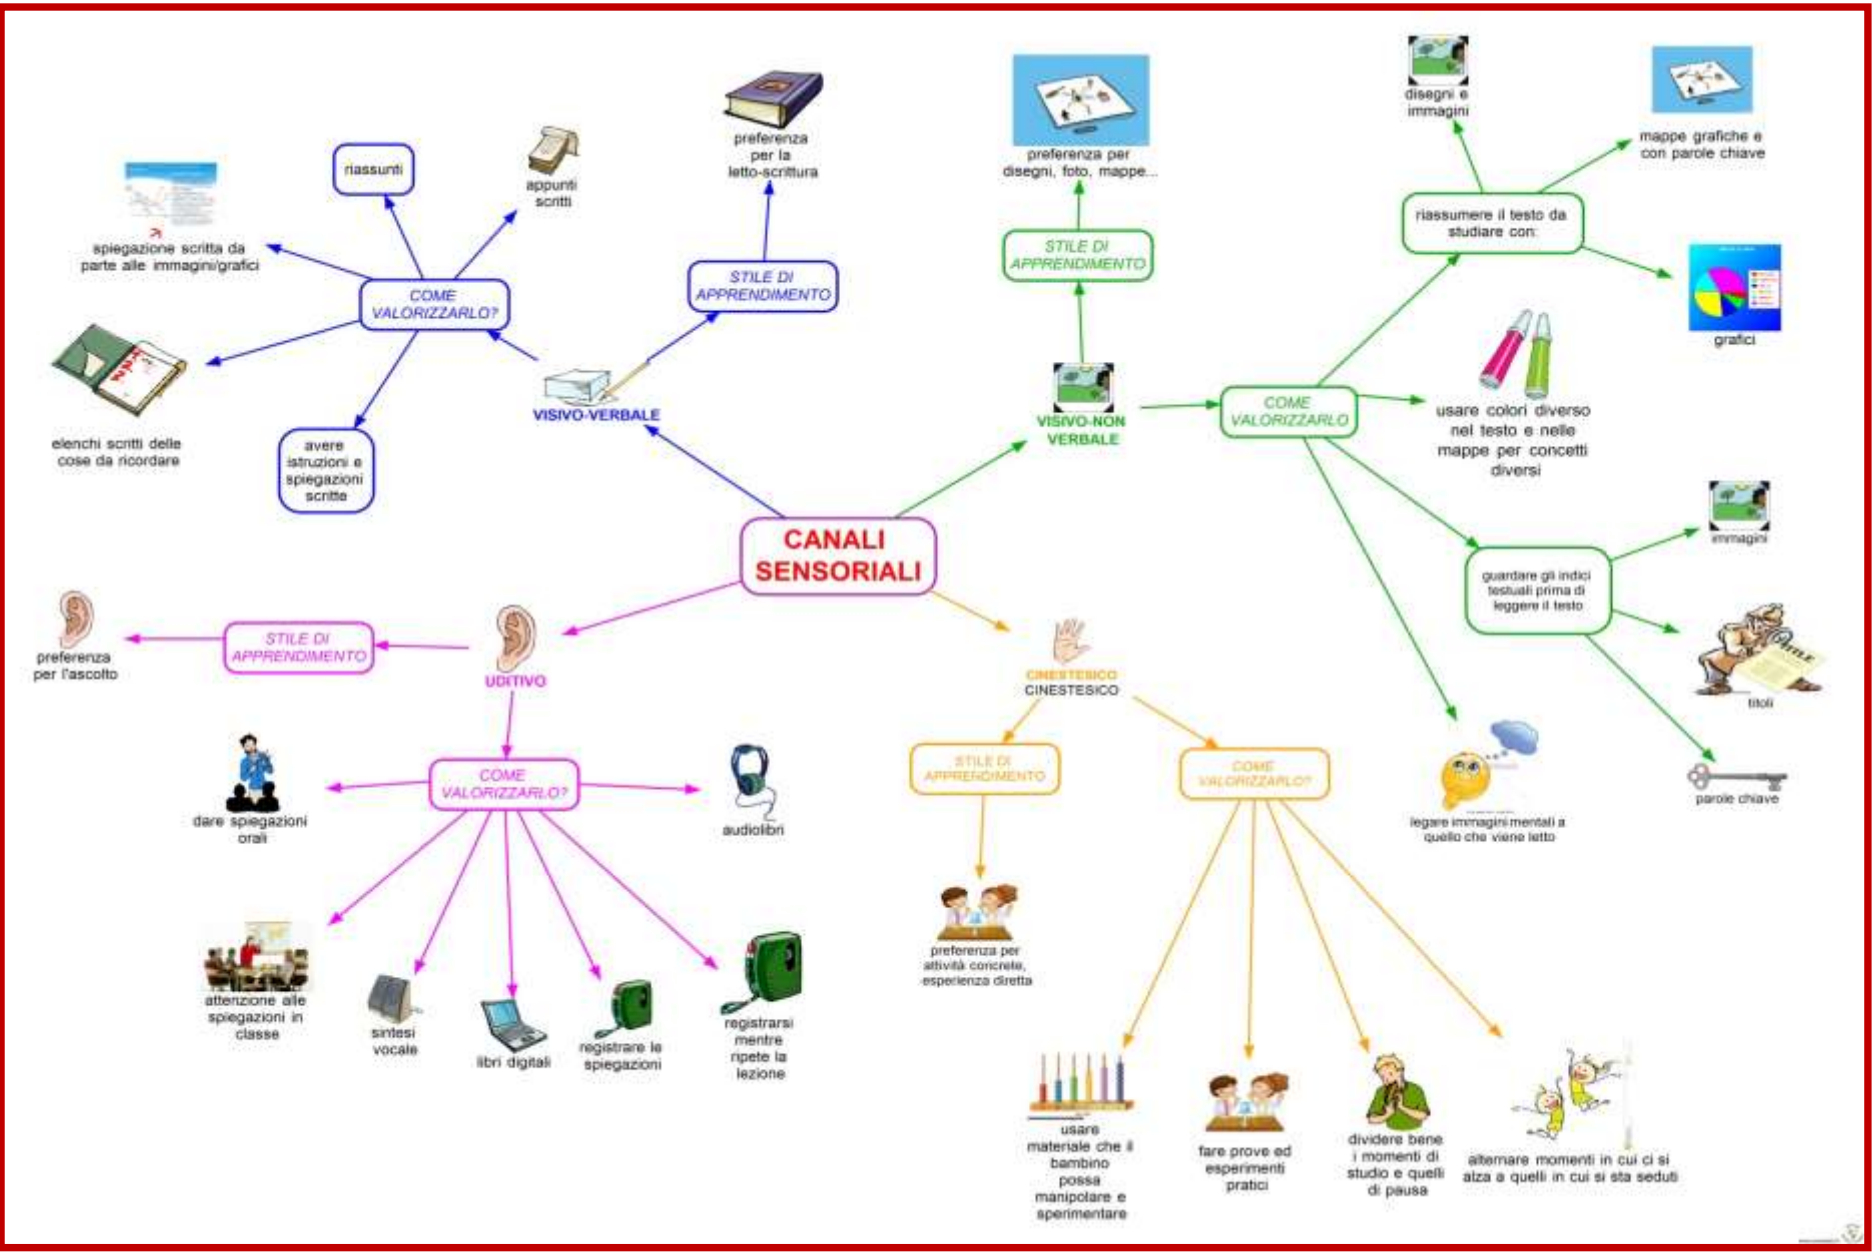 CANALI
SENSORIALI
VISIVO-VERBALE
STILE DI
APPRENDIMENTO
preferenza
per la
letto-scrittura
COME
VALORIZZARLO?
riassunti
appunti
scritti
spiegazione scritta da
parte alle immagini/grafici
elenchi scritti delle
cose da ricordare
avere
istruzioni e
spiegazioni
scritte
VISIVO-NON
VERBALE
STILE DI
APPRENDIMENTO
preferenza per
disegni, foto, mappe...
COME
VALORIZZARLO
riassumere il testo da
studiare con:
disegni e
immagini
mappe grafiche e
con parole chiave
grafici
usare colori diverso
nel testo e nelle
mappe per concetti
diversi
guardare gli indici
testuali prima di
leggere il testo
immagini
TITLE
titoli
parole chiave
legare immagini mentali a
quello che viene letto
UDITIVO
STILE DI
APPRENDIMENTO
preferenza
per l'ascolto
COME
VALORIZZARLO?
dare spiegazioni
orali
attenzione alle
spiegazioni in
classe
sintesi
vocale
libri digitali
registrare le
spiegazioni
registrarsi
mentre
ripete la
lezione
audiolibri
CINESTESICO
CINESTESICO
STILE DI
APPRENDIMENTO
preferenza per
attività concrete,
esperienza diretta
COME
VALORIZZARLO?
usare
materiale che il
bambino
possa
manipolare e
sperimentare
fare prove ed
esperimenti
pratici
dividere bene
i momenti di
studio e quelli
di pausa
alternare momenti in cui ci si
alza a quelli in cui si sta seduti